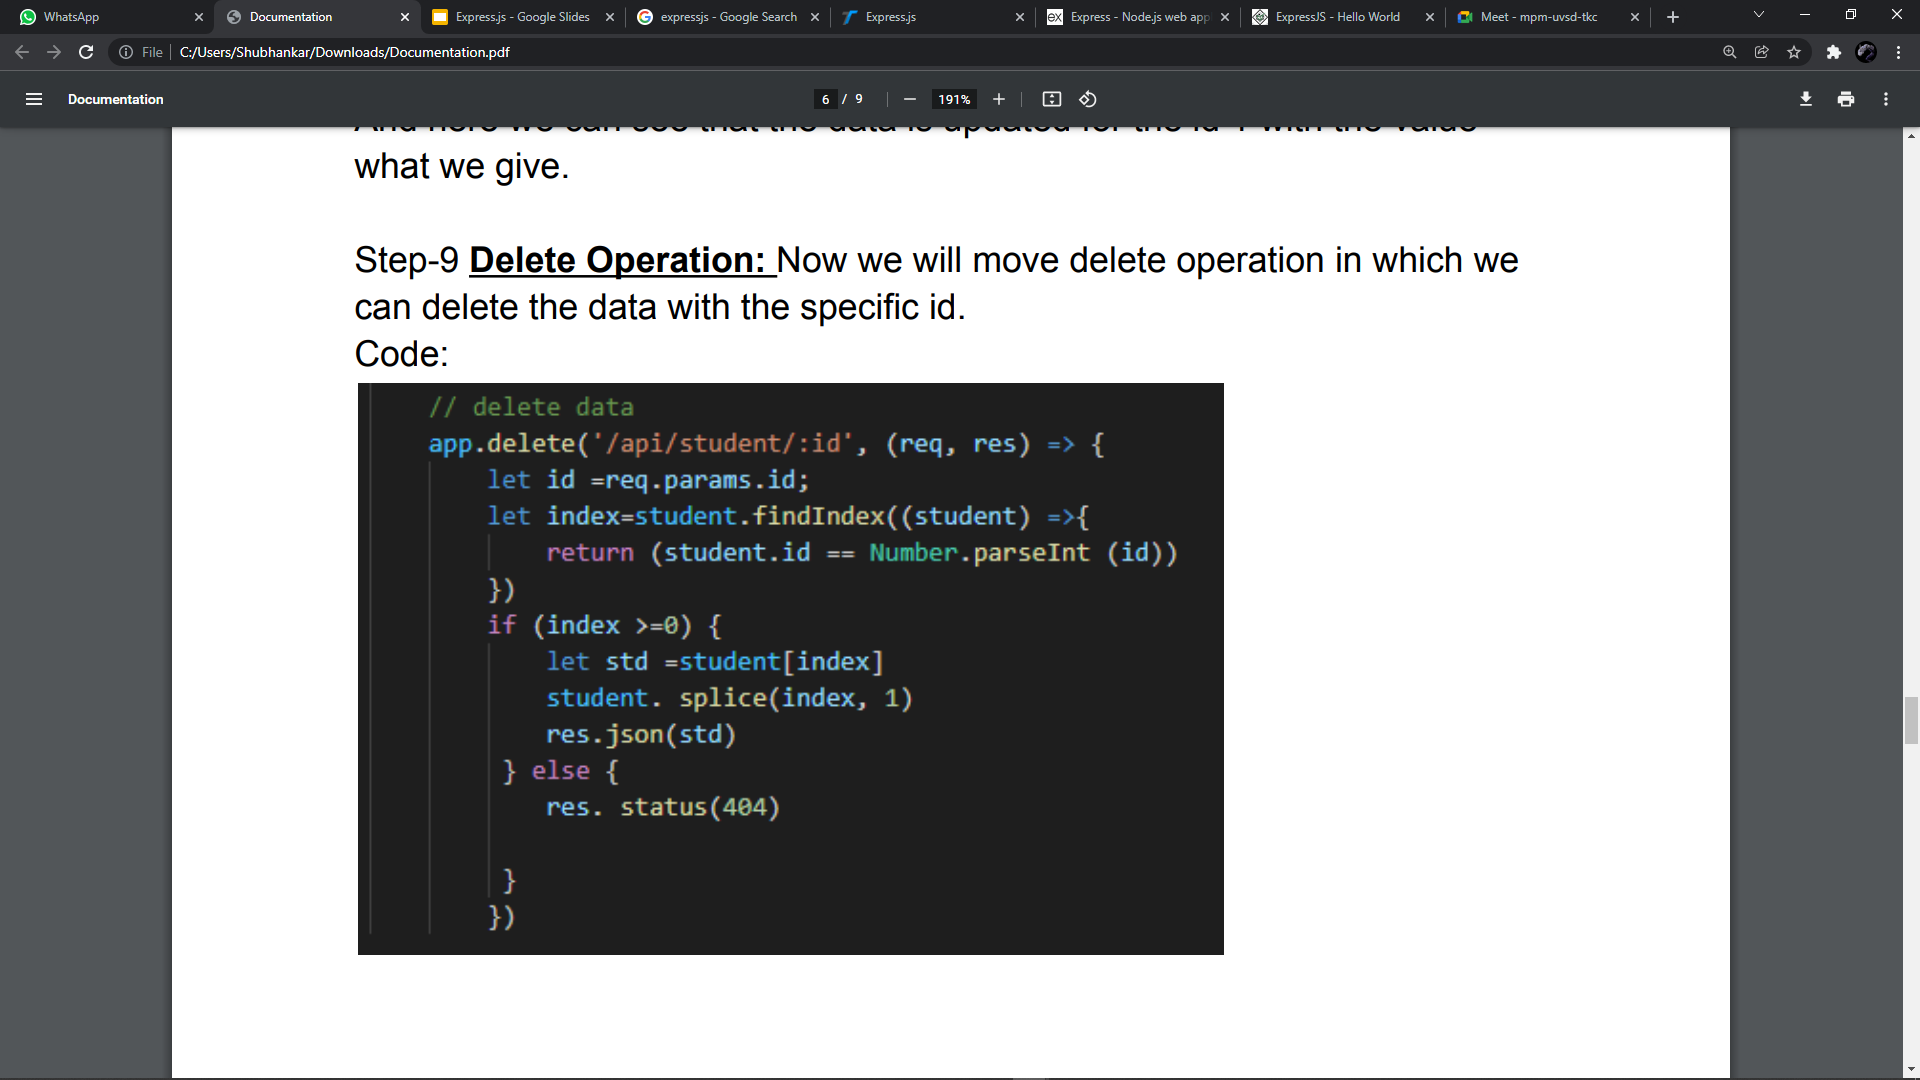 WhatsApp
Documentation
Express.js - Google Slides
expressjs - Google Search
Express.js
Express - Node.js web app
ExpressJS - Hello World
Meet - mpm-uvsd-tkc
File
C:/Users/Shubhankar/Downloads/Documentation.pdf
Documentation
6 / 9
191%
what we give.
Step-9 Delete Operation: Now we will move delete operation in which we
can delete the data with the specific id.
Code:
// delete data
app.delete('/api/student/:id', (req, res) => {
let id =req.params.id;
let index=student.findIndex((student) =>{
return (student.id == Number.parseInt (id))
})
if (index >=0) {
let std =student[index]
student. splice(index, 1)
res.json(std)
} else {
res. status(404)
}
})